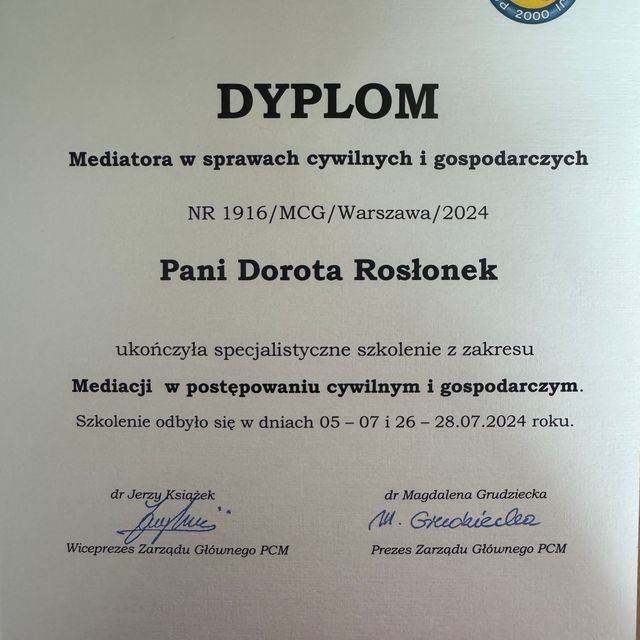 2000
DYPLOM
Mediatora w sprawach cywilnych i gospodarczych
NR 1916/MCG/Warszawa/2024
Pani Dorota Rosłonek
ukończyła specjalistyczne szkolenie z zakresu
Mediacji w postępowaniu cywilnym i gospodarczym.
Szkolenie odbyło się w dniach 05 – 07 i 26 – 28.07.2024 roku.
dr Jerzy Książek
Wiceprezes Zarządu Głównego PCM
dr Magdalena Grudziecka
M. Grudziecka
Prezes Zarządu Głównego PCM